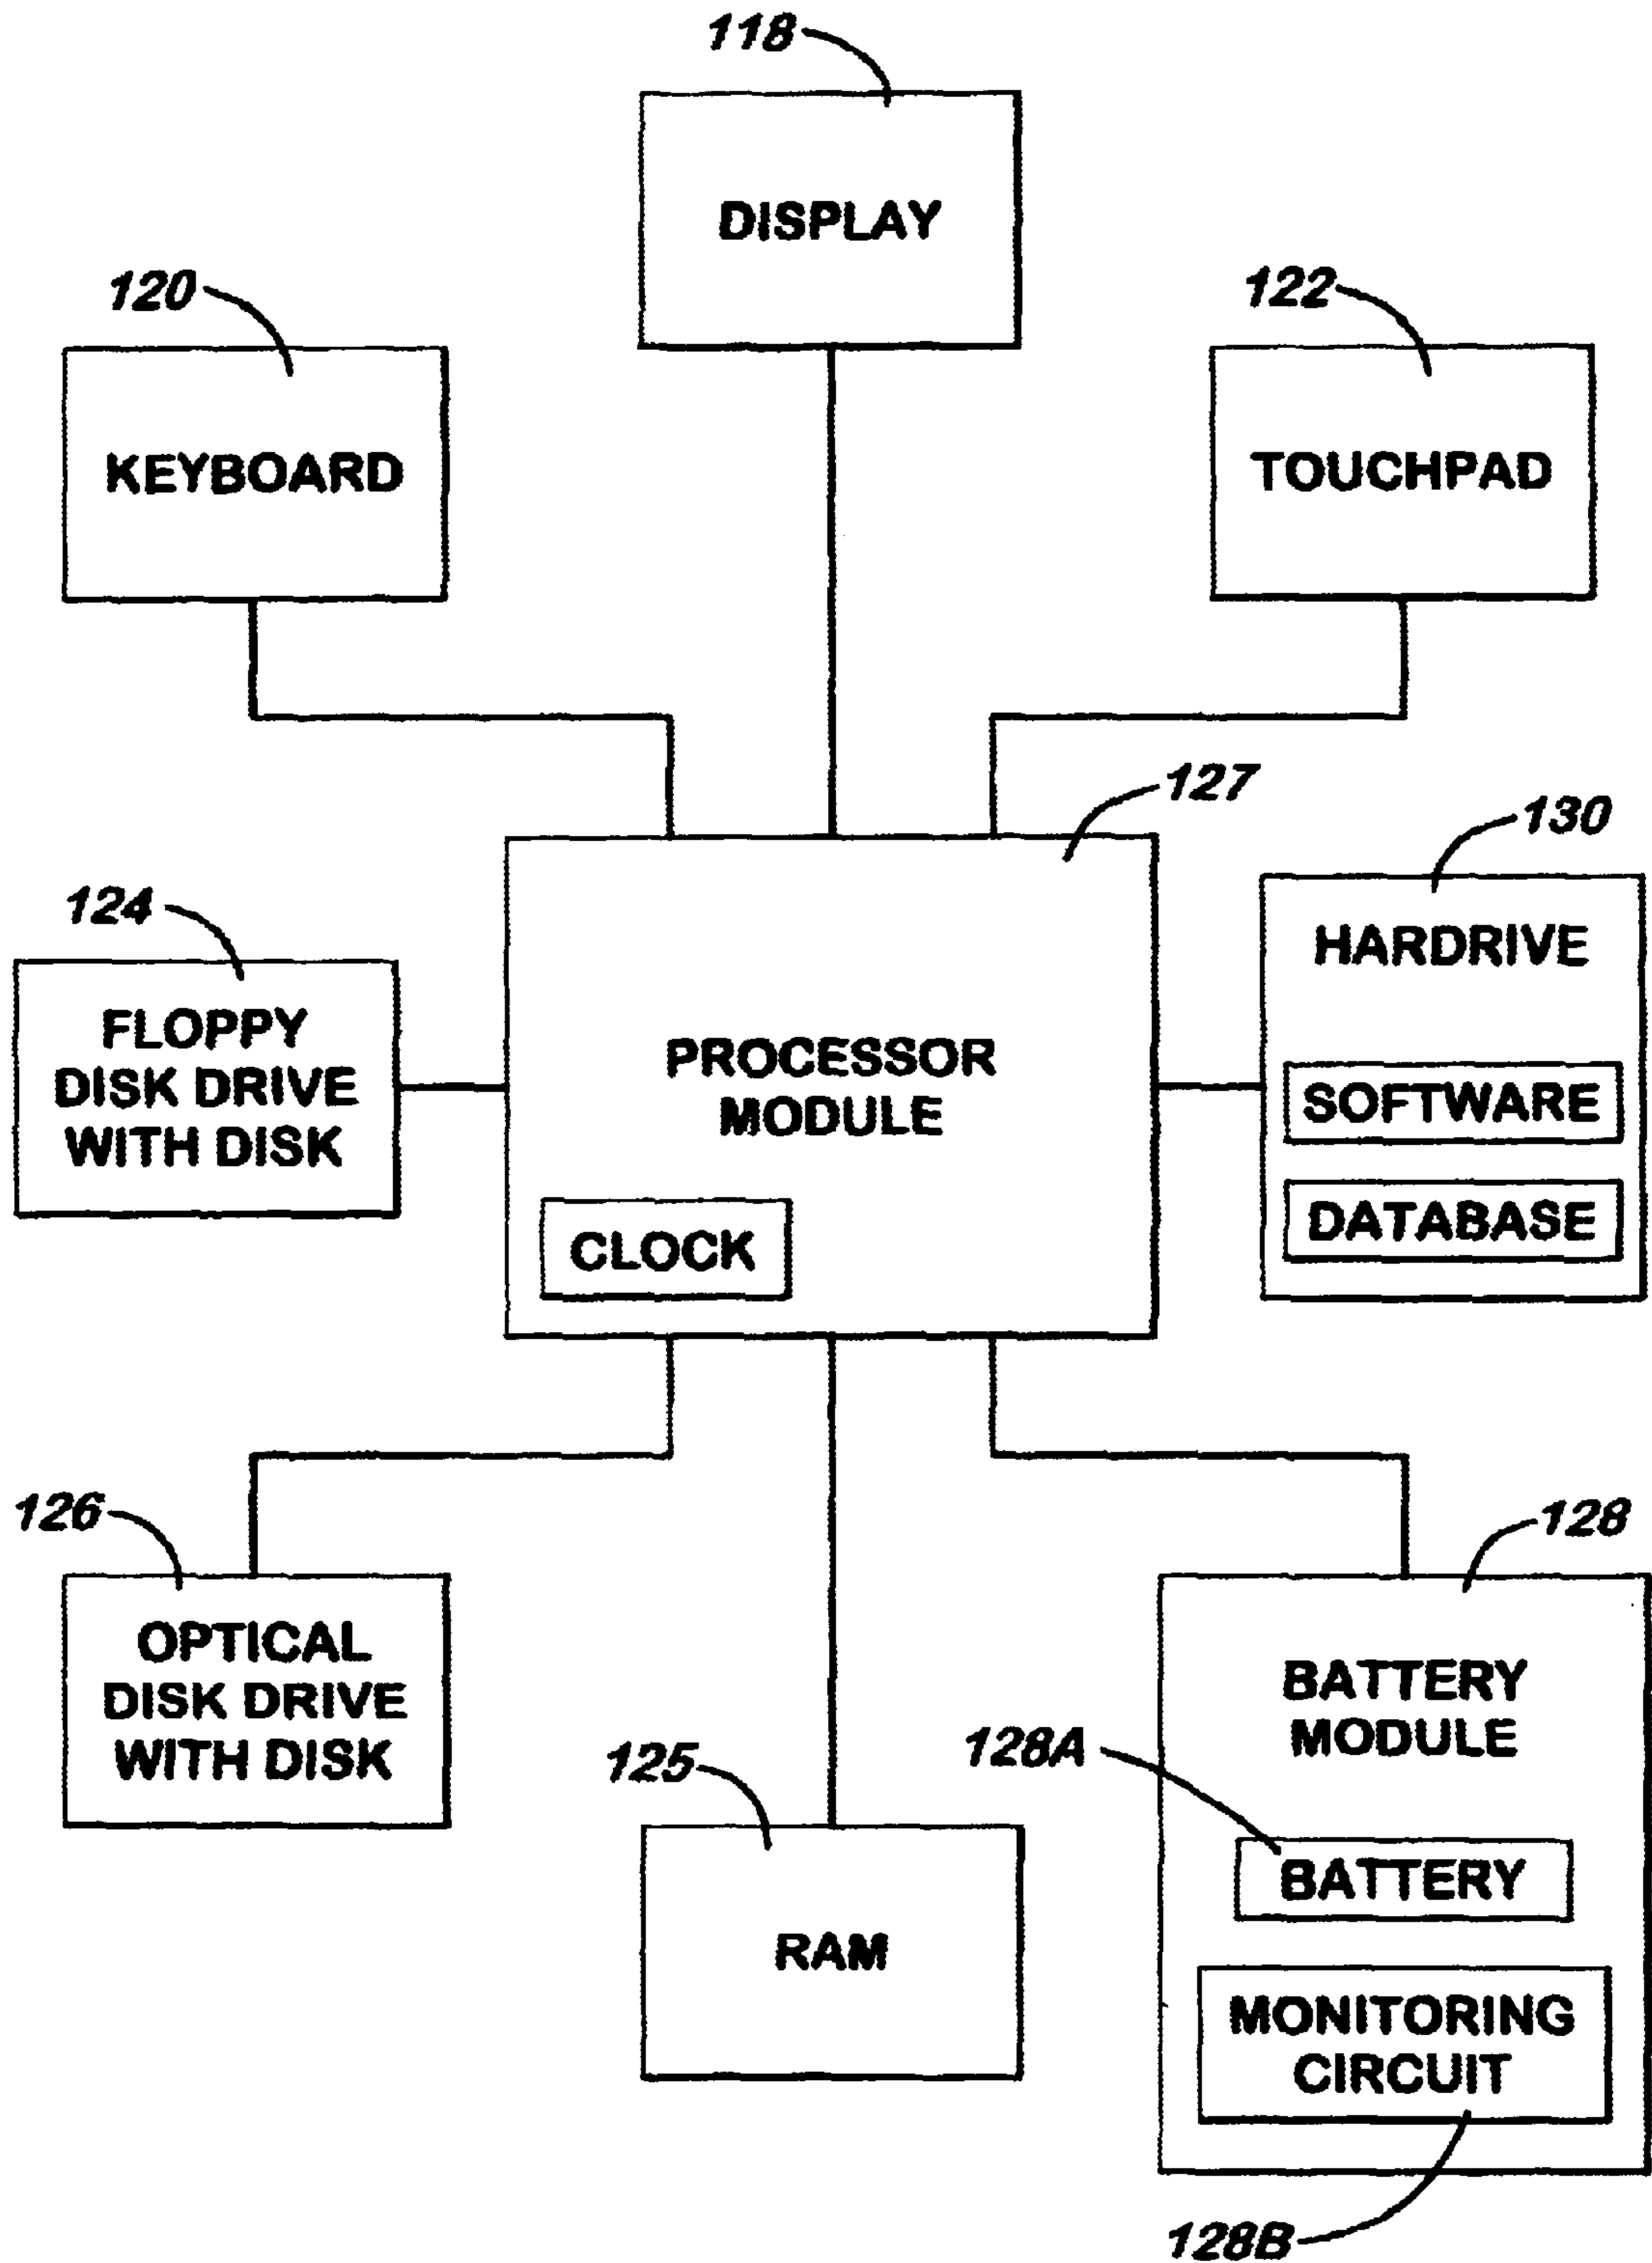 118
DISPLAY
120
KEYBOARD
122
TOUCHPAD
127
130
124
HARDRIVE
FLOPPY
DISK DRIVE
WITH DISK
PROCESSOR
MODULE
SOFTWARE
DATABASE
CLOCK
126
128
OPTICAL
DISK DRIVE
WITH DISK
BATTERY
MODULE
125
128A
BATTERY
RAM
MONITORING
CIRCUIT
128B